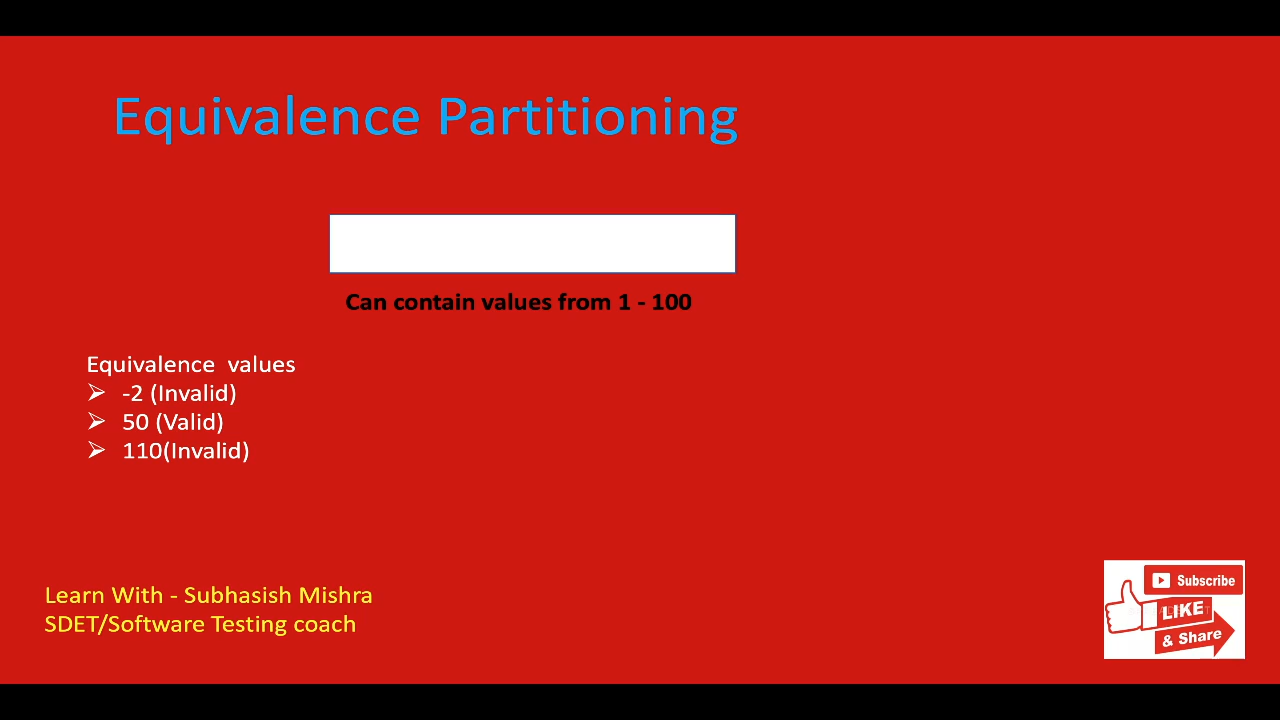 Equivalence Partitioning
Can contain values from 1 - 100
Equivalence values
➢ -2 (Invalid)
➢ 50 (Valid)
➢ 110(Invalid)
Learn With - Subhasish Mishra
SDET/Software Testing coach
Subscribe
LIKE
& Share